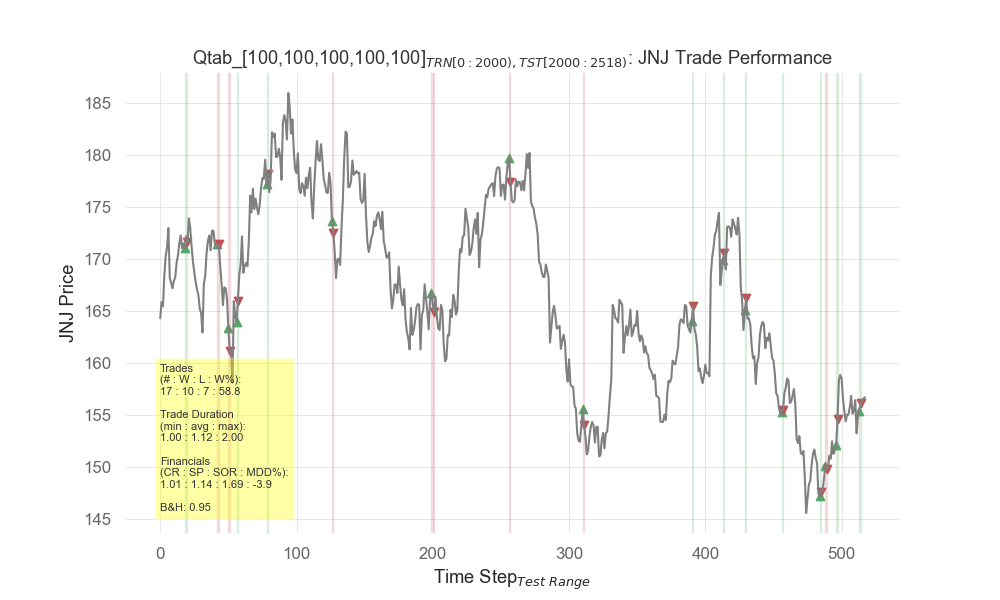 Qtab_[100,100,100,100,100]TRN[0:2000),TST[2000:2518): JNJ Trade Performance
JNJ Price
185
180
175
170
165
160
155
150
145
Trades
(# : W : L : W%):
17 : 10 : 7 : 58.8
Trade Duration
(min : avg : max):
1.00 : 1.12 : 2.00
Financials
(CR : SP : SOR : MDD%):
1.01 : 1.14 : 1.69 : -3.9
B&H: 0.95
0 100 200 300 400 500
Time StepTest Range